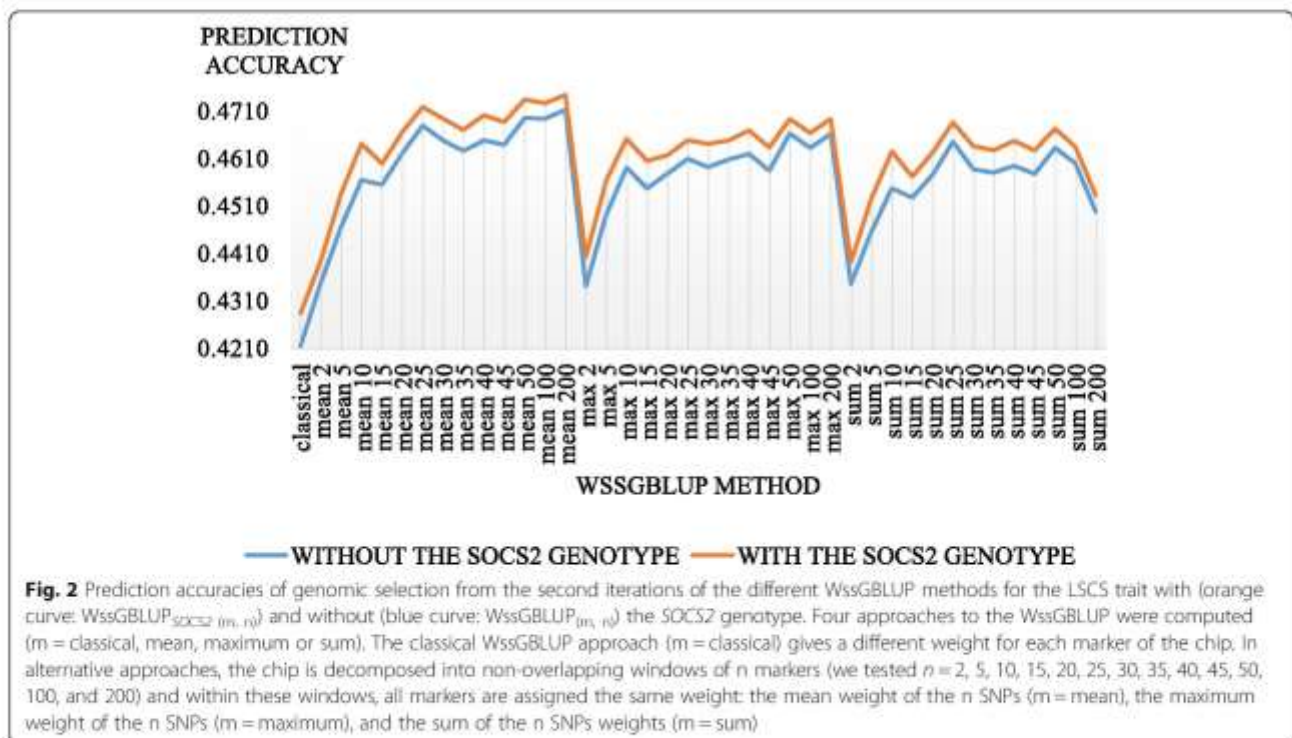 PREDICTION
ACCURACY
0.4710
0.4610
0.4510
0.4410
0.4310
0.4210
classical
mean 2
mean 5
mean 10
mean 15
mean 20
mean 25
mean 30
mean 35
mean 40
mean 45
mean 50
mean 100
mean 200
max 2
max 5
max 10
max 15
max 20
max 25
max 30
max 35
max 40
max 45
max 50
max 100
max 200
sum 2
sum 5
sum 10
sum 15
sum 20
sum 25
sum 30
sum 35
sum 40
sum 45
sum 50
sum 100
sum 200
WSSGBLUP METHOD
WITHOUT THE SOCS2 GENOTYPE WITH THE SOCS2 GENOTYPE
Fig. 2 Prediction accuracies of genomic selection from the second iterations of the different WssGBLUP methods for the LSCS trait with (orange
curve: WssGBLUP SOCS2 (m, n)) and without (blue curve: WssGBLUP(m, n)) the SOCS2 genotype. Four approaches to the WssGBLUP were computed
(m = classical, mean, maximum or sum). The classical WssGBLUP approach (m = classical) gives a different weight for each marker of the chip. In
alternative approaches, the chip is decomposed into non-overlapping windows of n markers (we tested n = 2, 5, 10, 15, 20, 25, 30, 35, 40, 45, 50,
100, and 200) and within these windows, all markers are assigned the same weight: the mean weight of the n SNPs (m = mean), the maximum
weight of the n SNPs (m = maximum), and the sum of the n SNPs weights (m = sum)